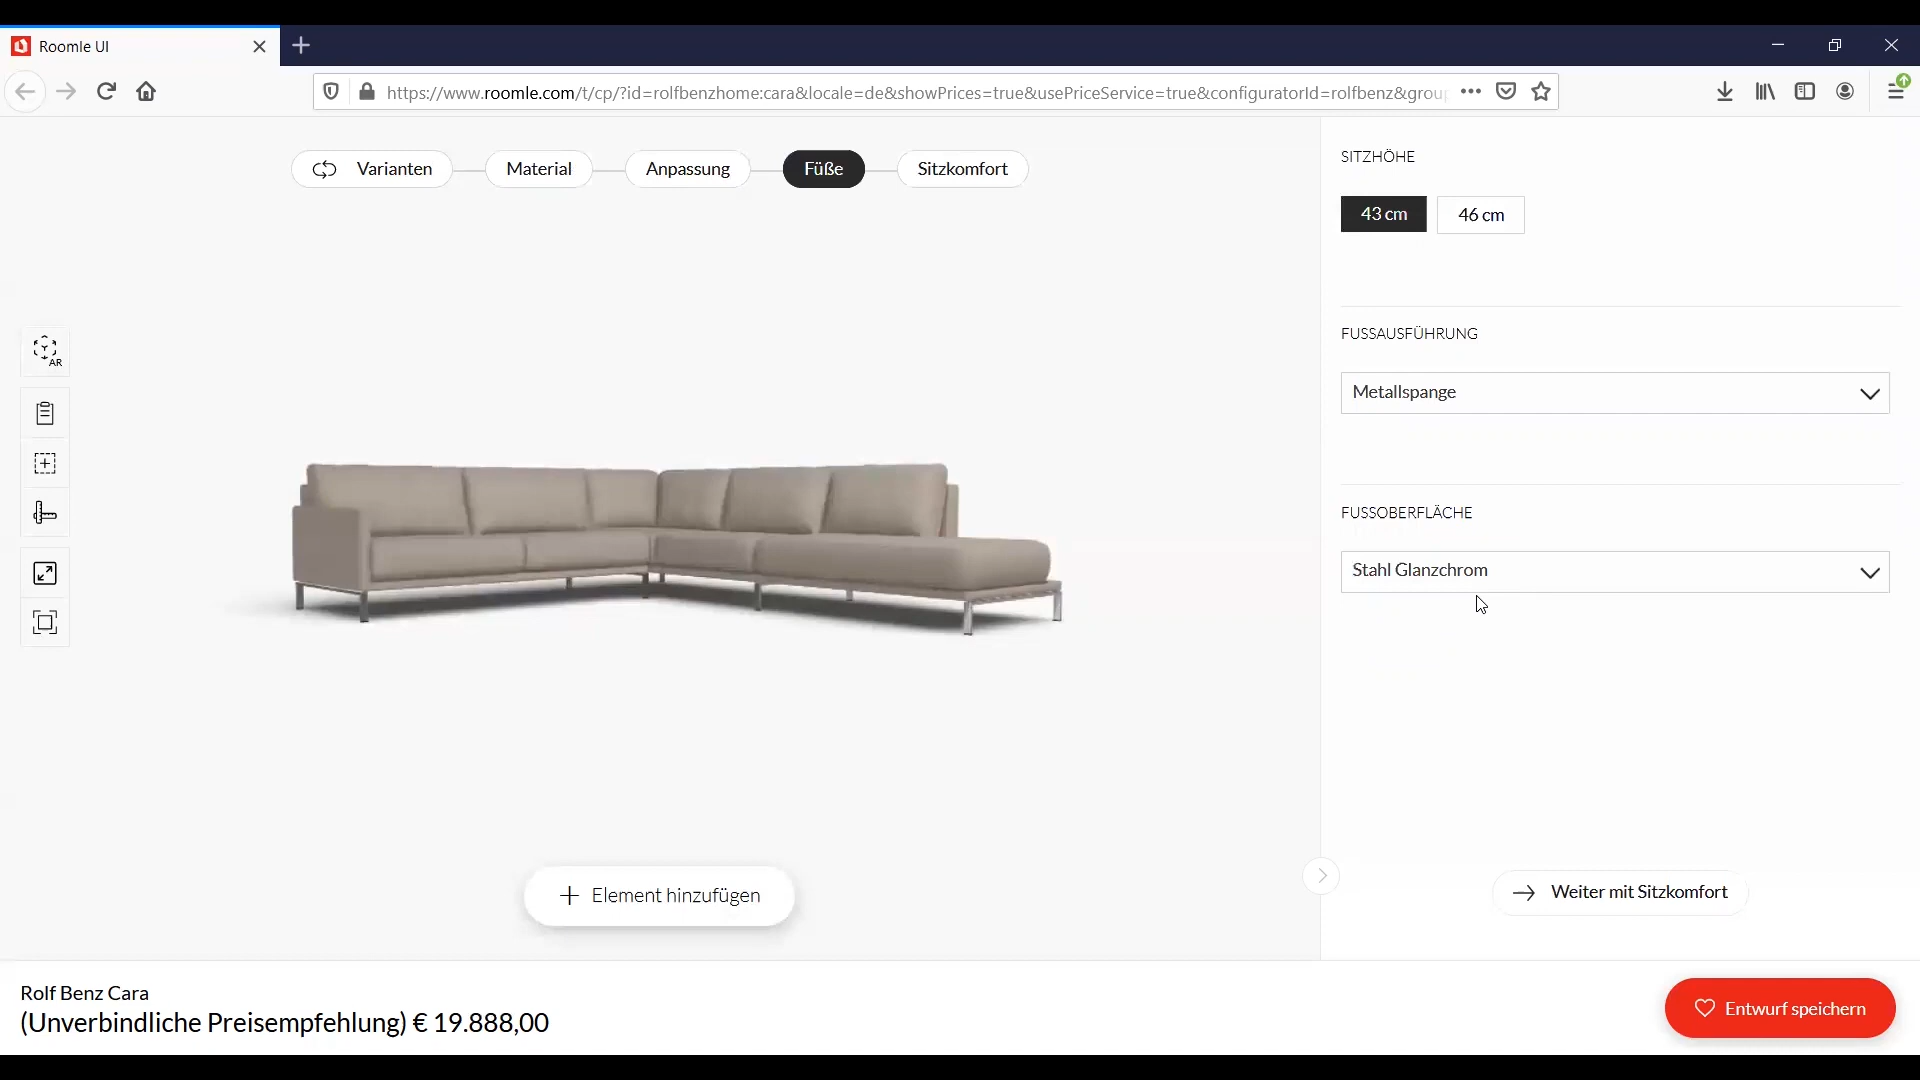 Roomle UI
https://www.roomle.com/t/cp/?id=rolfbenzhome:cara&locale=de&showPrices=true&usePriceService=true&configuratorId=rolfbenz&grou
Varianten
Material
Anpassung
Füße
Sitzkomfort
SITZHÖHE
43 cm
46 cm
FUSSAUSFÜHRUNG
Metallspange
FUSSOBERFLÄCHE
Stahl Glanzchrom
AR
Element hinzufügen
Weiter mit Sitzkomfort
Rolf Benz Cara
(Unverbindliche Preisempfehlung) € 19.888,00
Entwurf speichern